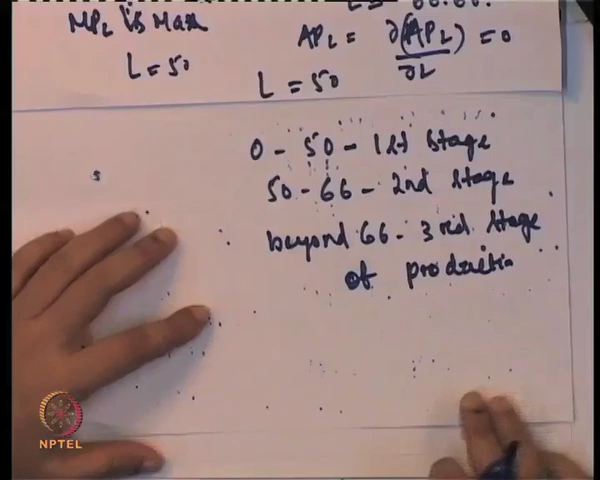 MPL is Max
L = 50
APL = ∂(APL)/∂L = 0
L = 50
0 - 50 - 1st stage
50 - 66 - 2nd stage
beyond 66 - 3rd stage
of production
NPTEL